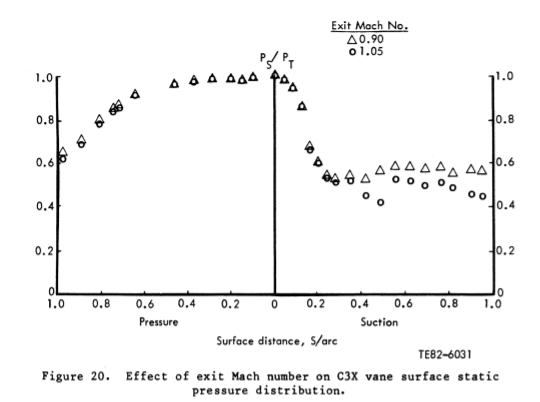 Exit Mach No.
△ 0.90
○ 1.05
P_S/P_T
1.0 1.0
0.8 0.8
0.6 0.6
0.4 0.4
0.2 0.2
0 0
1.0 0.8 0.6 0.4 0.2 0 0.2 0.4 0.6 0.8 1.0
Pressure Suction
Surface distance, S/arc
TE82-6031
Figure 20. Effect of exit Mach number on C3X vane surface static
pressure distribution.